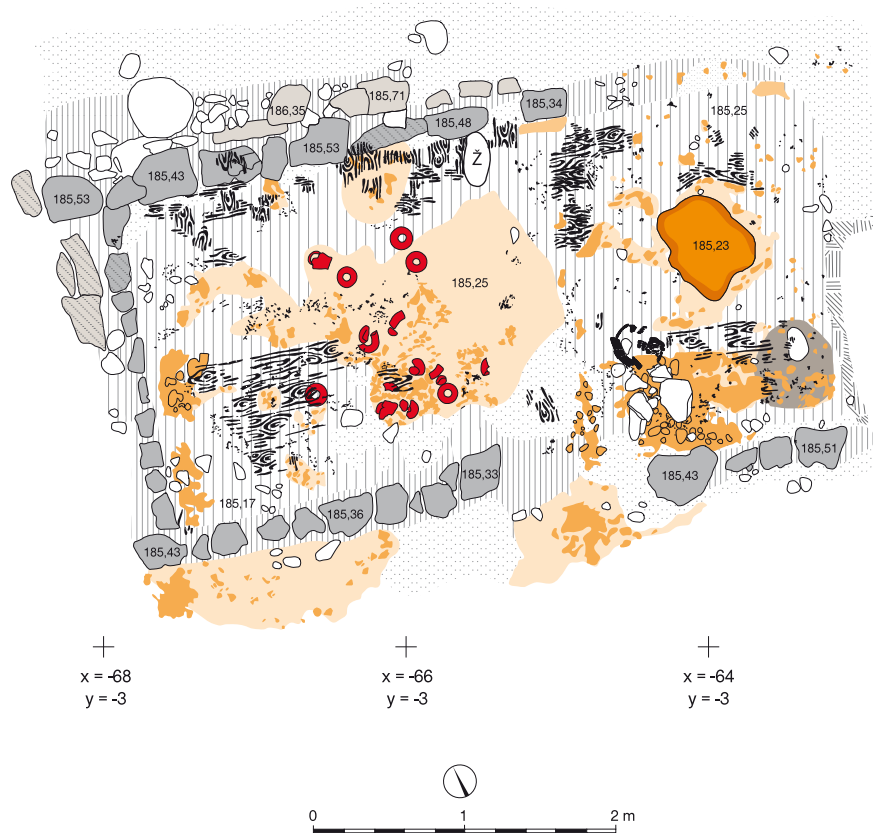 185,71
186,35
185,34
185,25
185,48
185,53
Ž
185,43
185,53
185,23
185,25
185,33
185,51
185,43
185,17
185,36
185,43
x = -68
y = -3
x = -66
y = -3
x = -64
y = -3
0
1
2 m